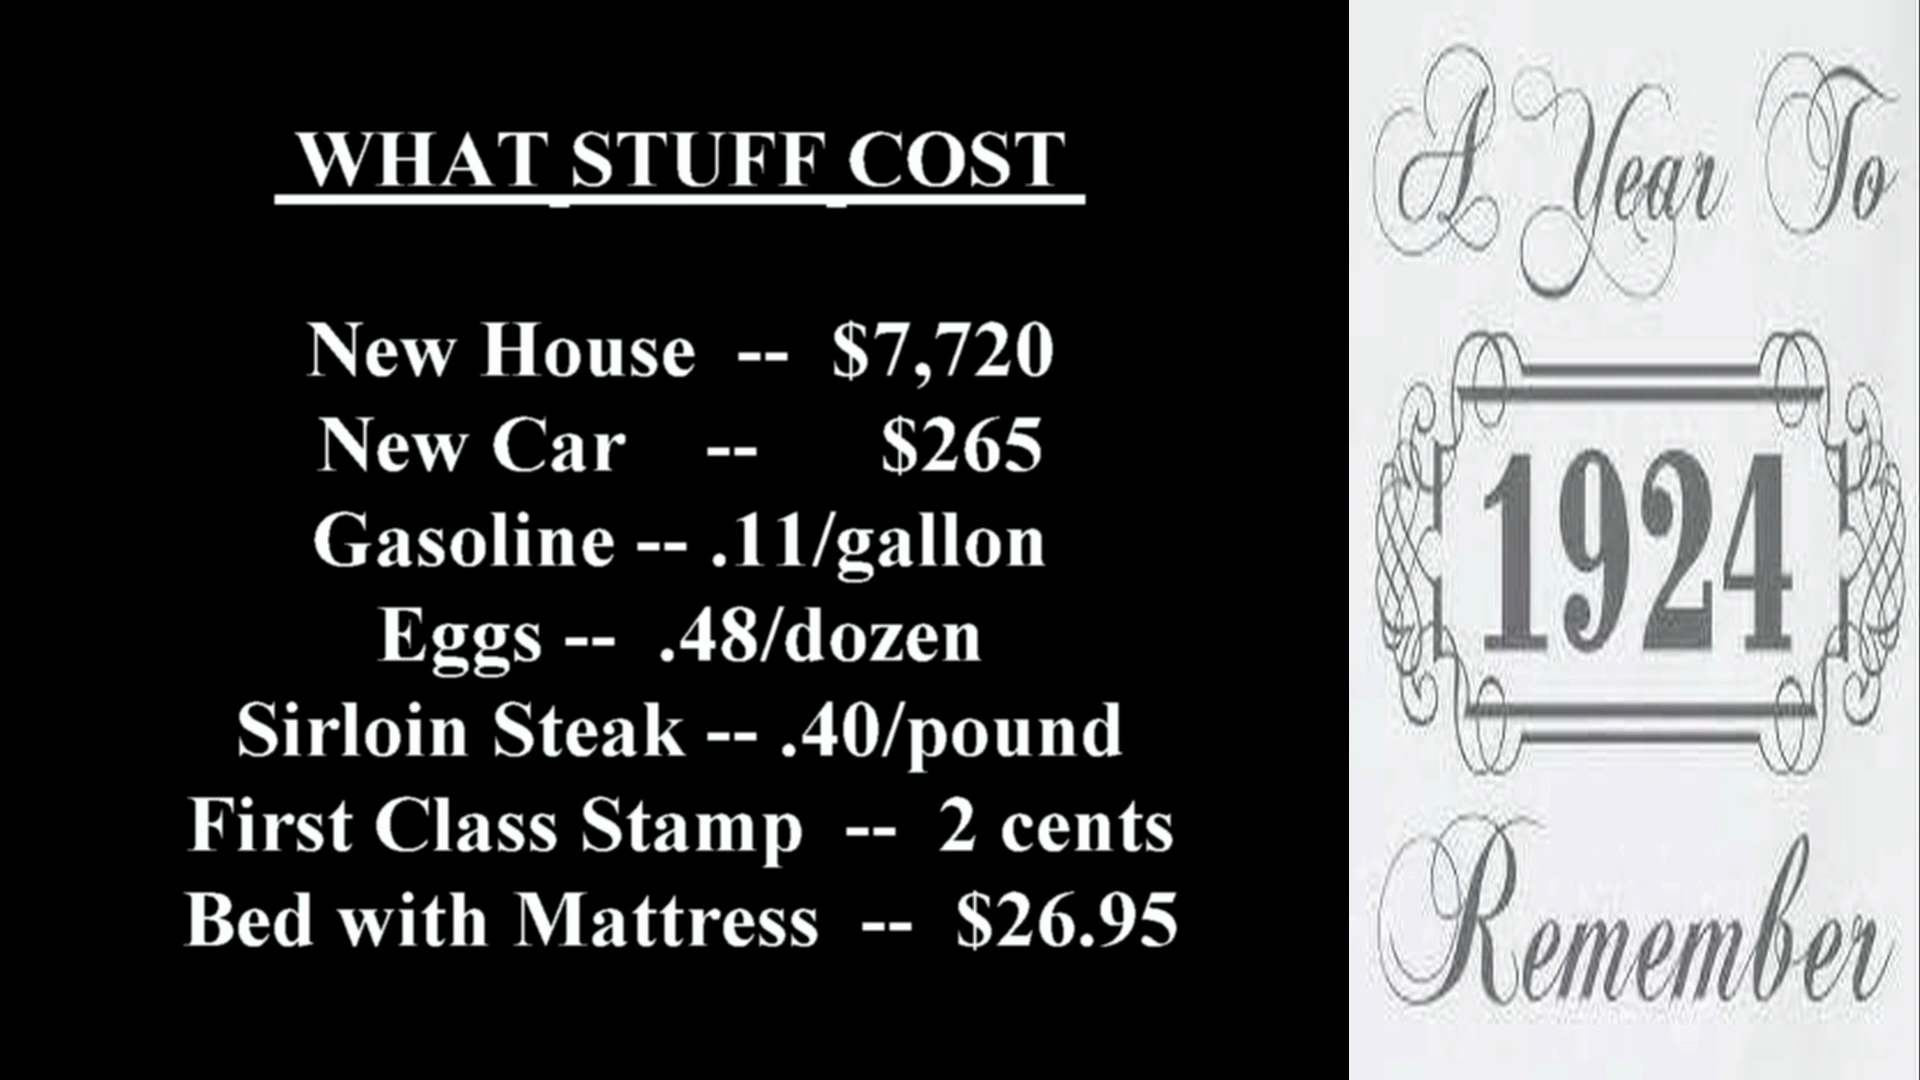 WHAT STUFF COST
New House -- $7,720
New Car -- $265
Gasoline -- .11/gallon
Eggs -- .48/dozen
Sirloin Steak -- .40/pound
First Class Stamp -- 2 cents
Bed with Mattress -- $26.95
A Year To
1924
Remember